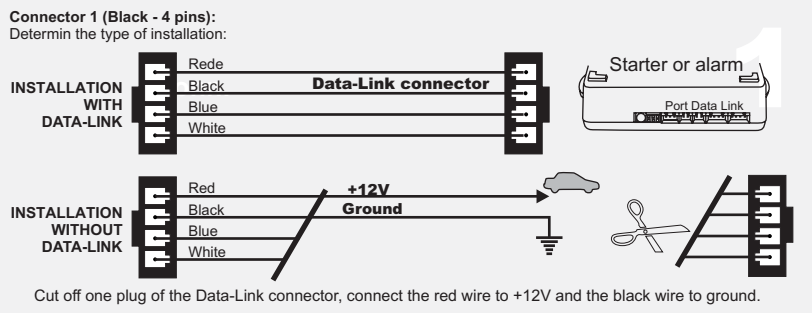 Connector 1 (Black - 4 pins):
Determin the type of installation:
1
INSTALLATION
WITH
DATA-LINK
Rede
Black
Blue
White
Data-Link connector
Starter or alarm
Port Data Link
INSTALLATION
WITHOUT
DATA-LINK
Red
Black
Blue
White
+12V
Ground
Cut off one plug of the Data-Link connector, connect the red wire to +12V and the black wire to ground.